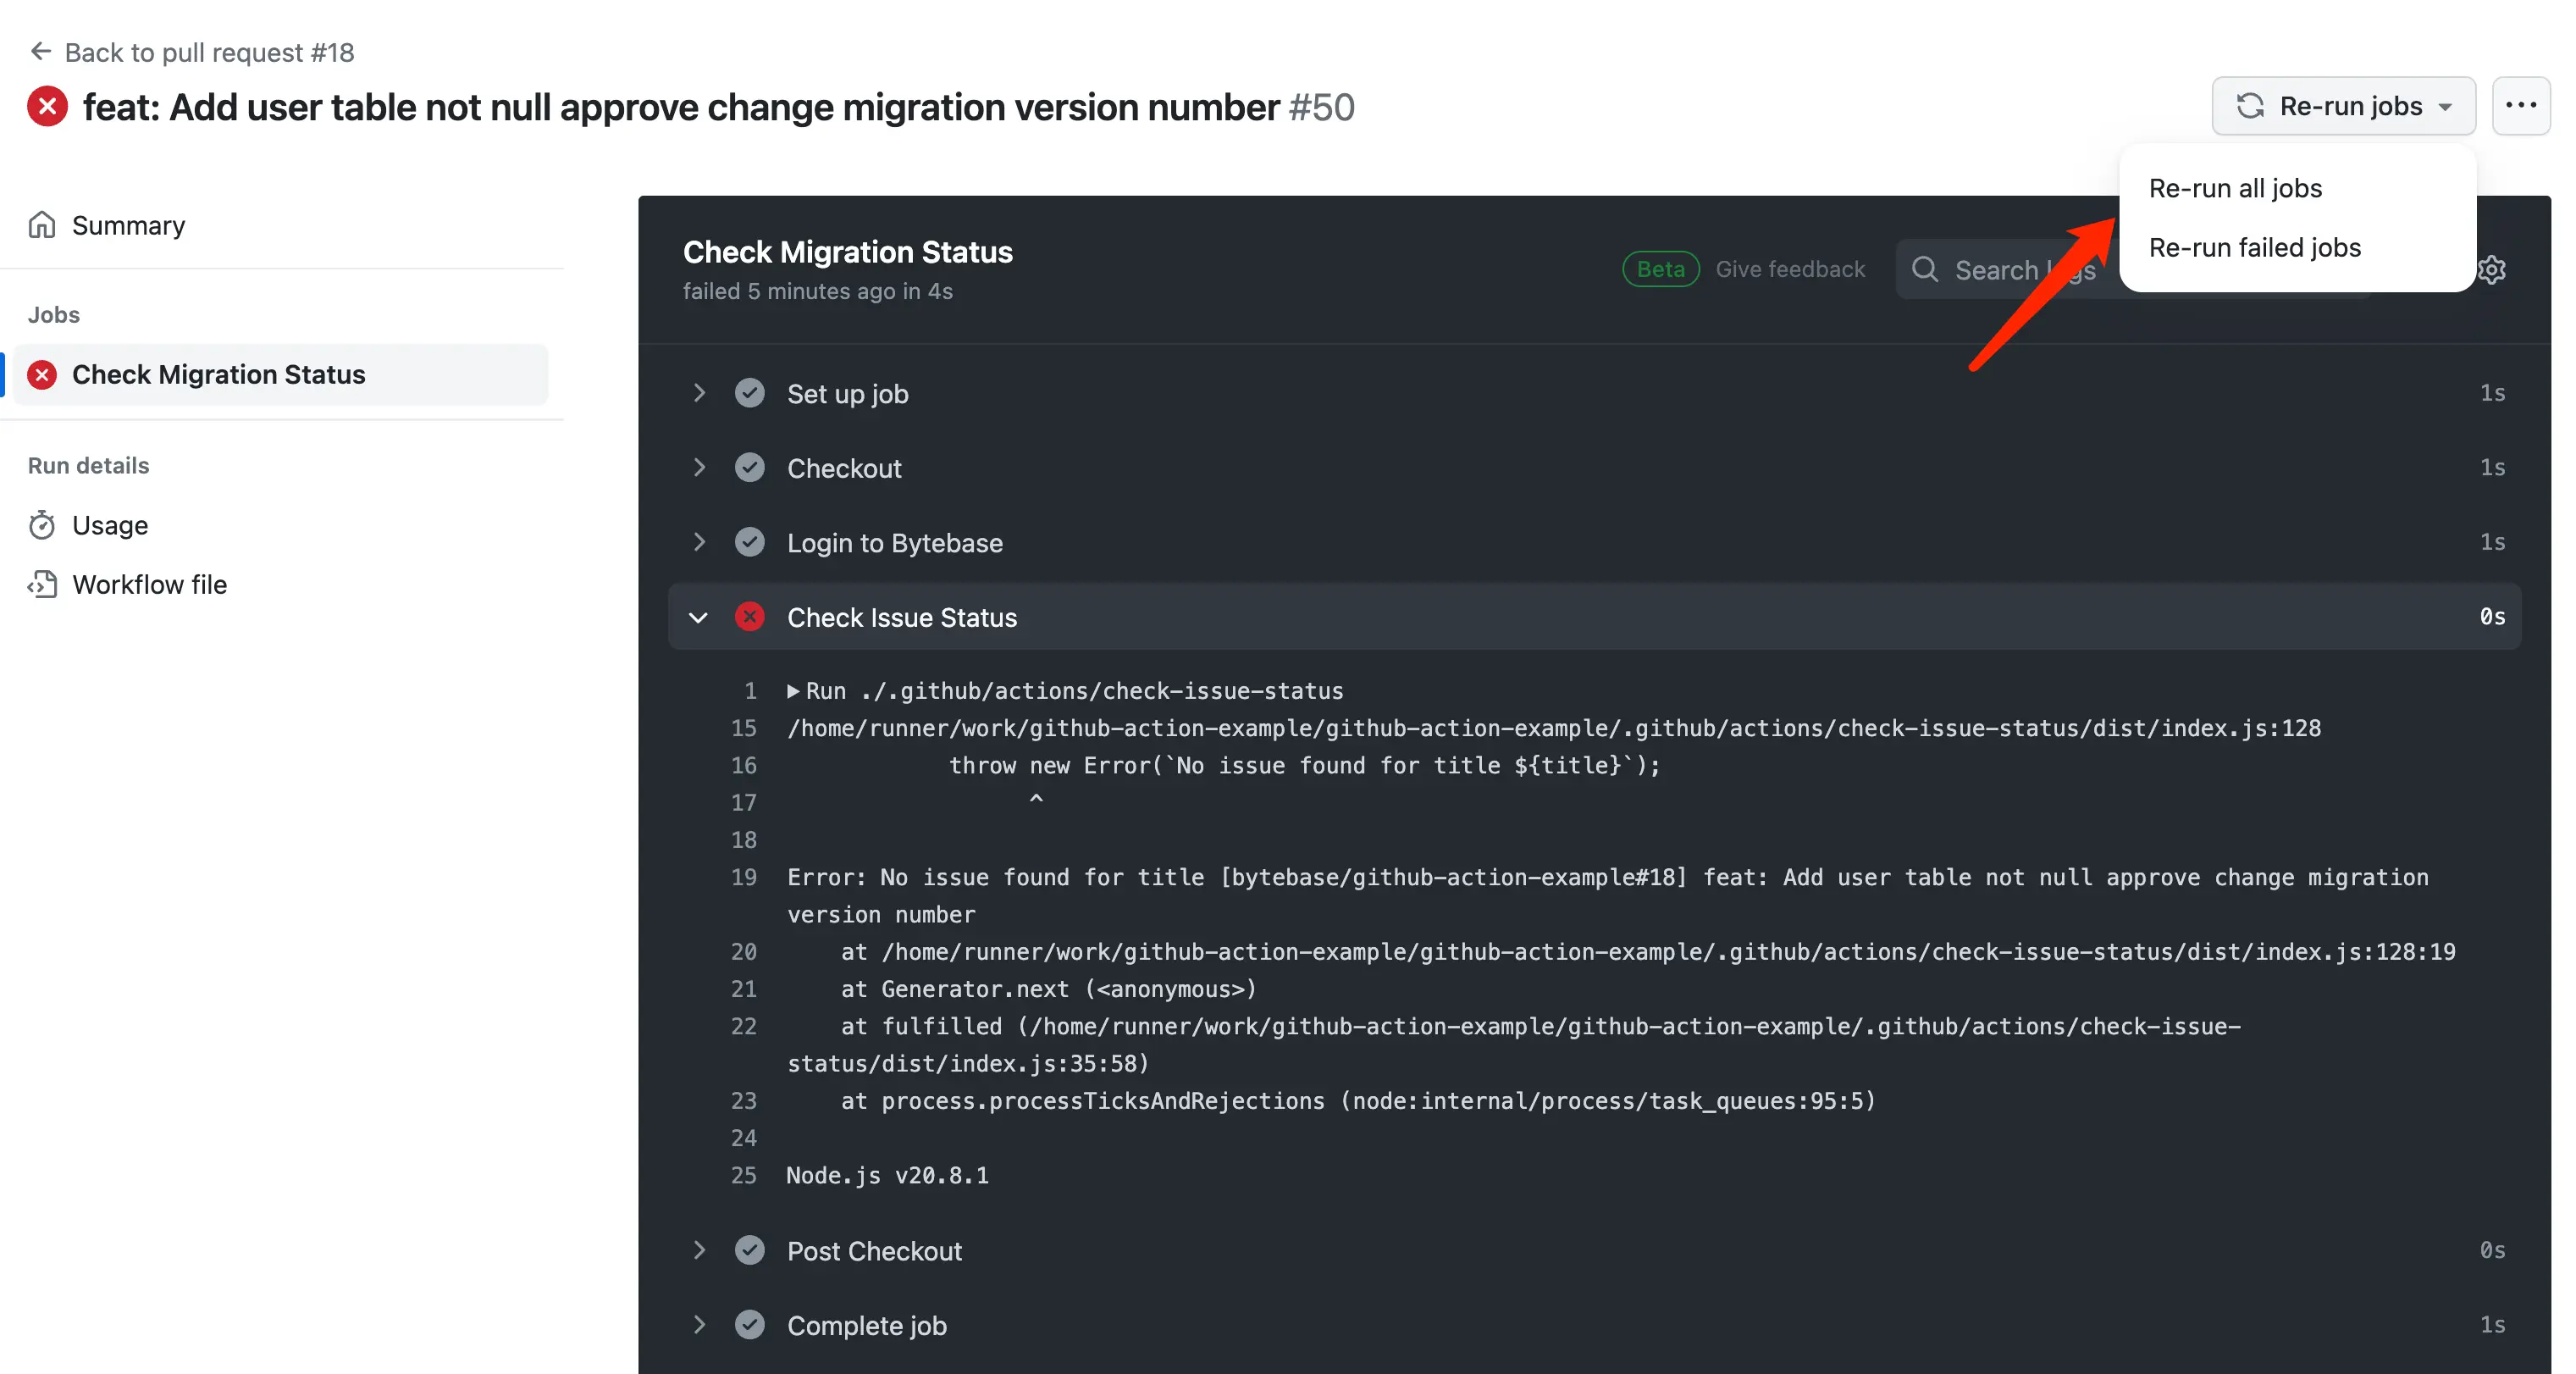 Back to pull request #18
feat: Add user table not null approve change migration version number #50
Re-run jobs
Re-run all jobs
Re-run failed jobs
Summary
Jobs
Check Migration Status
Run details
Usage
Workflow file
Check Migration Status
failed 5 minutes ago in 4s
Beta Give feedback
Search
Set up job 1s
Checkout 1s
Login to Bytebase 1s
Check Issue Status 0s
1 ▶Run ./.github/actions/check-issue-status
15 /home/runner/work/github-action-example/github-action-example/.github/actions/check-issue-status/dist/index.js:128
16 throw new Error(`No issue found for title ${title}`);
17 ^
18
19 Error: No issue found for title [bytebase/github-action-example#18] feat: Add user table not null approve change migration
version number
20 at /home/runner/work/github-action-example/github-action-example/.github/actions/check-issue-status/dist/index.js:128:19
21 at Generator.next (<anonymous>)
22 at fulfilled (/home/runner/work/github-action-example/github-action-example/.github/actions/check-issue-
status/dist/index.js:35:58)
23 at process.processTicksAndRejections (node:internal/process/task_queues:95:5)
24
25 Node.js v20.8.1
Post Checkout 0s
Complete job 1s